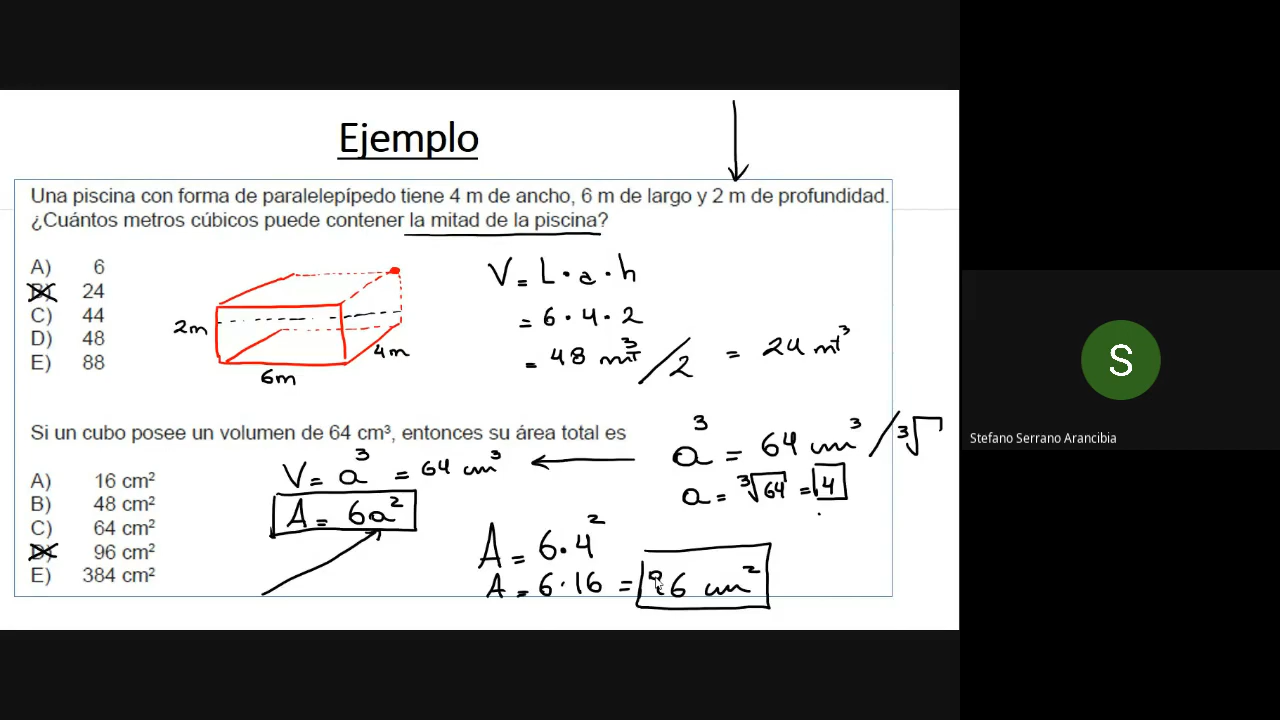 Ejemplo
Una piscina con forma de paralelepípedo tiene 4 m de ancho, 6 m de largo y 2 m de profundidad.
¿Cuántos metros cúbicos puede contener la mitad de la piscina?
A) 6
B) 24
C) 44
D) 48
E) 88
2m
6m
4m
V = L · a · h
= 6 · 4 · 2
= 48 mt³ / 2 = 24 mt³
Si un cubo posee un volumen de 64 cm³, entonces su área total es
A) 16 cm²
B) 48 cm²
C) 64 cm²
D) 96 cm²
E) 384 cm²
V = a³ = 64 cm³
A = 6a²
a³ = 64 cm³ / ³√
a = ³√64 = 4
A = 6 · 4²
A = 6 · 16 = 96 cm²
S
Stefano Serrano Arancibia